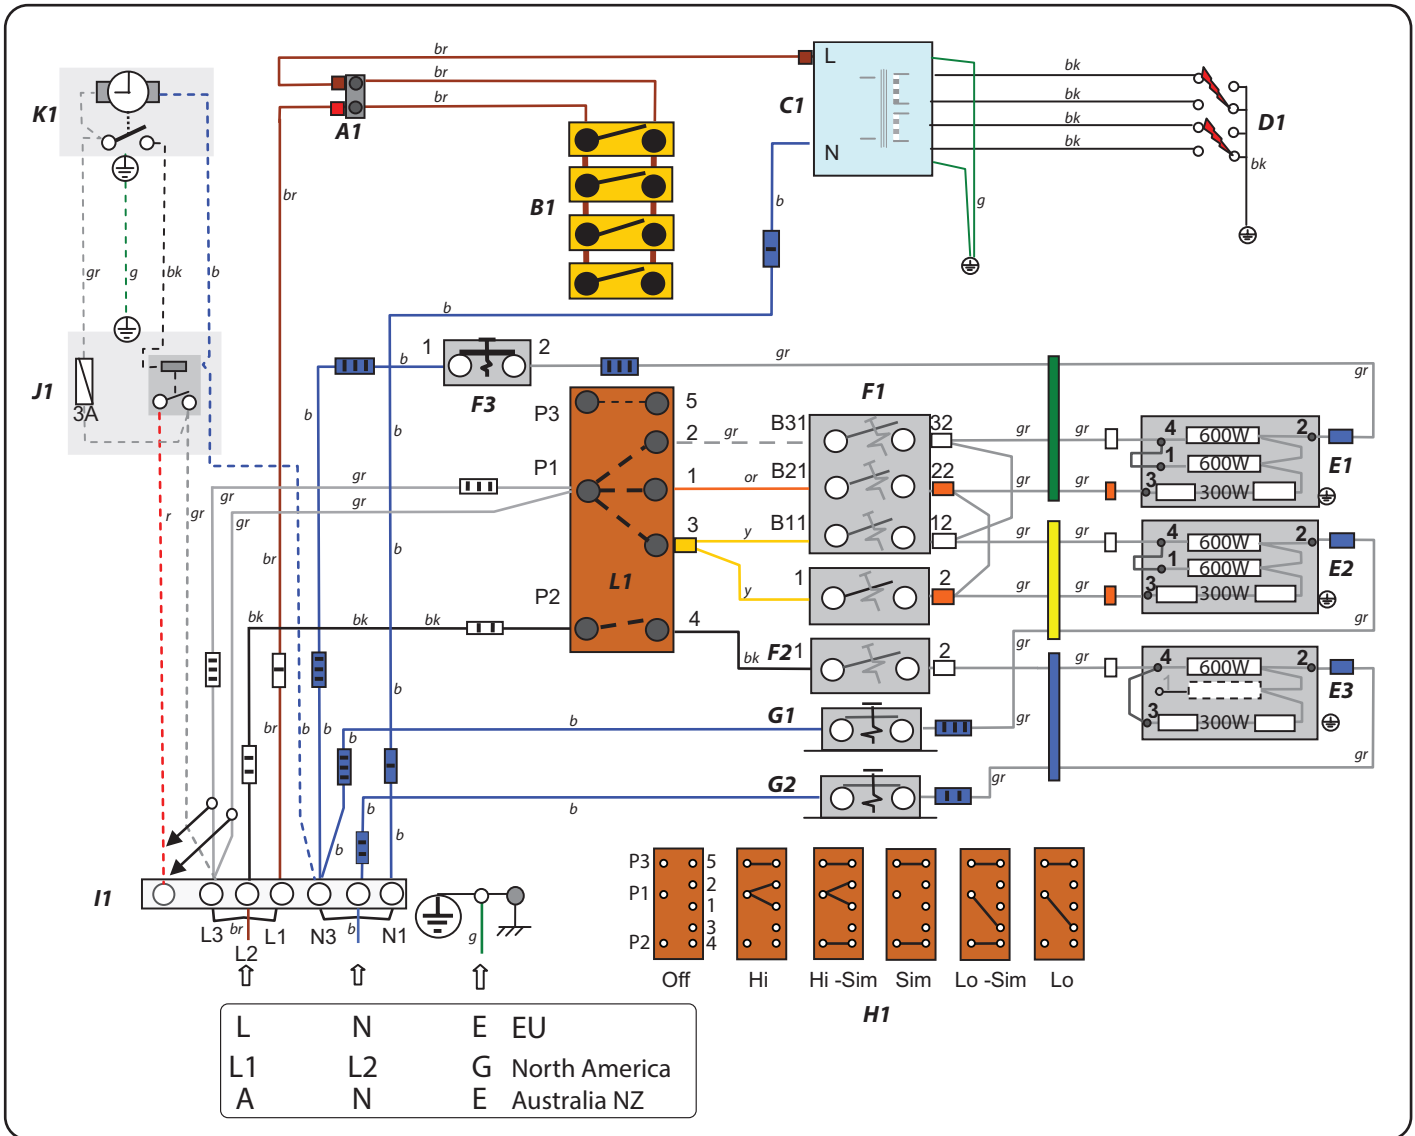 br
br
br
K1
A1
L
C1
N
bk
bk
bk
bk
D1
bk
br
B1
b
g
gr
g
bk
b
b
1
2
b
gr
gr
J1
3A
F3
F1
b
b
P3
5
2
gr
B31
32
gr
gr
4
600W
2
E1
P1
1
or
B21
22
1
600W
gr
gr
gr
gr
gr
3
300W
r
gr
gr
3
y
B11
12
gr
gr
4
600W
2
E2
br
b
L1
1
600W
1
2
gr
gr
3
300W
P2
y
bk
bk
bk
4
gr
bk
F2
1
2
gr
4
600W
2
E3
1
b
G1
gr
3
300W
br
b
b
b
b
gr
G2
gr
b
b
b
b
I1
L3
br
L2
L1
N3
b
N1
g
P3
5
P1
2
1
3
P2
4
Off
Hi
Hi -Sim
Sim
Lo -Sim
Lo
H1
L
N
E
EU
L1
L2
G
North America
A
N
E
Australia NZ